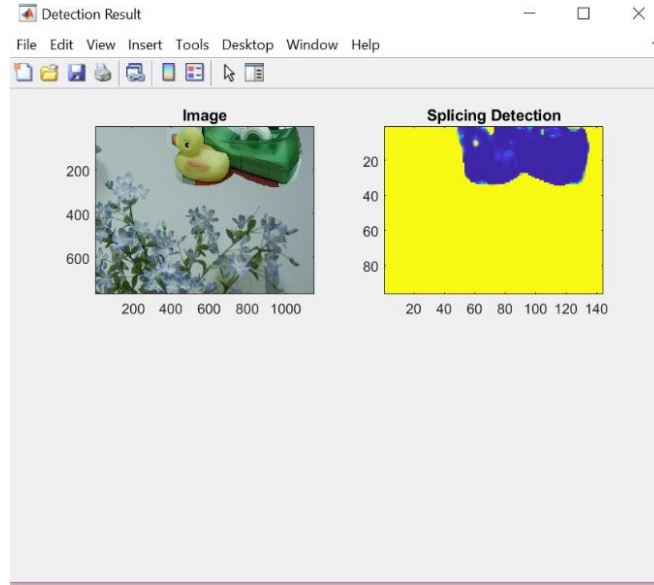 Detection Result
File Edit View Insert Tools Desktop Window Help
Image
200
400
600
200 400 600 800 1000
Splicing Detection
20
40
60
80
20 40 60 80 100 120 140